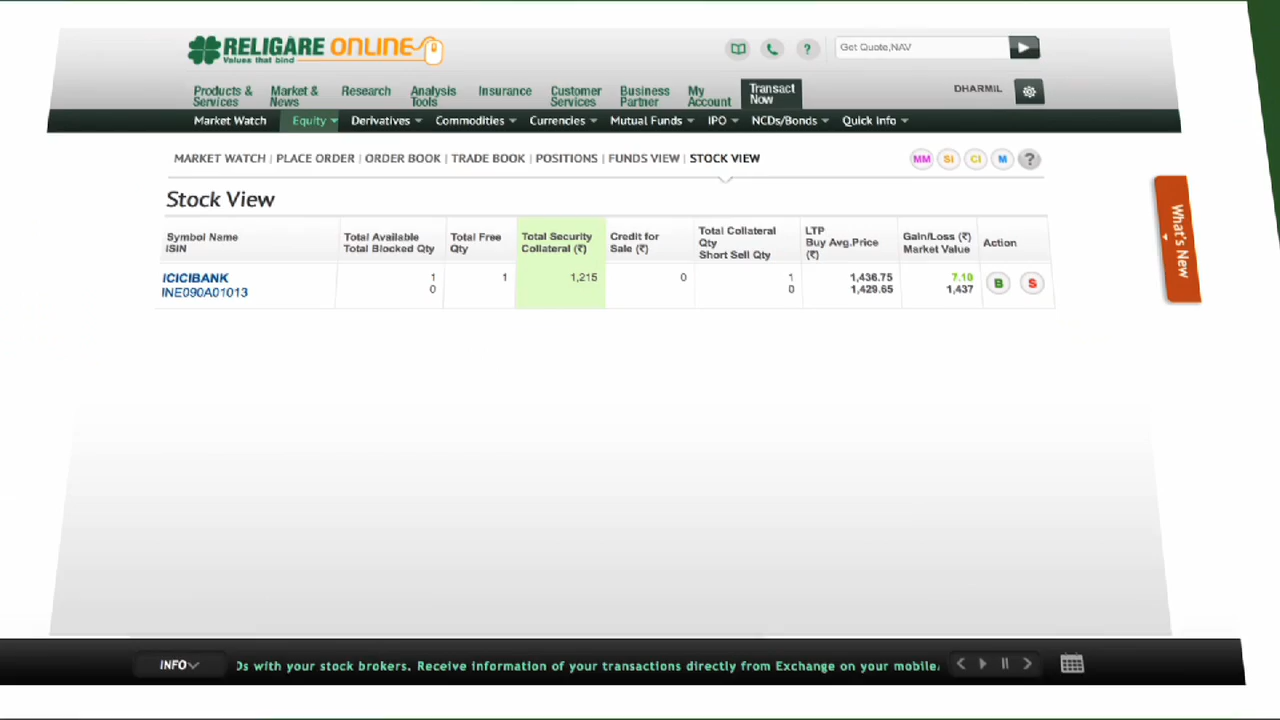 RELIGARE ONLINE
Values that bind
Get Quote,NAV
Products & Services
Market & News
Research
Analysis Tools
Insurance
Customer Services
Business Partner
My Account
Transact Now
DHARMIL
Market Watch Equity Derivatives Commodities Currencies Mutual Funds IPO NCDs/Bonds Quick Info
MARKET WATCH | PLACE ORDER | ORDER BOOK | TRADE BOOK | POSITIONS | FUNDS VIEW | STOCK VIEW
MM SI CI M ?
Stock View
Symbol Name
ISIN
Total Available
Total Blocked Qty
Total Free
Qty
Total Security
Collateral (₹)
Credit for
Sale (₹)
Total Collateral
Qty
Short Sell Qty
LTP
Buy Avg.Price
(₹)
Gain/Loss (₹)
Market Value
Action
ICICIBANK 1 1 1,215 0 1 1,436.75 7.10 B S
INE090A01013 0 0 1,429.65 1,437
What's New
INFO
Ds with your stock brokers. Receive information of your transactions directly from Exchange on your mobile/